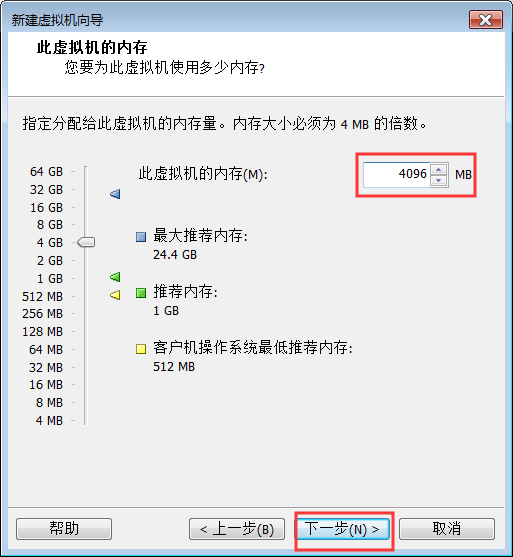 新建虚拟机向导
此虚拟机的内存
您要为此虚拟机使用多少内存?
指定分配给此虚拟机的内存量。内存大小必须为 4 MB 的倍数。
64 GB
32 GB
16 GB
8 GB
4 GB
2 GB
1 GB
512 MB
256 MB
128 MB
64 MB
32 MB
16 MB
8 MB
4 MB
此虚拟机的内存(M): 4096 MB
最大推荐内存:
24.4 GB
推荐内存:
1 GB
客户机操作系统最低推荐内存:
512 MB
帮助 < 上一步(B) 下一步(N) > 取消